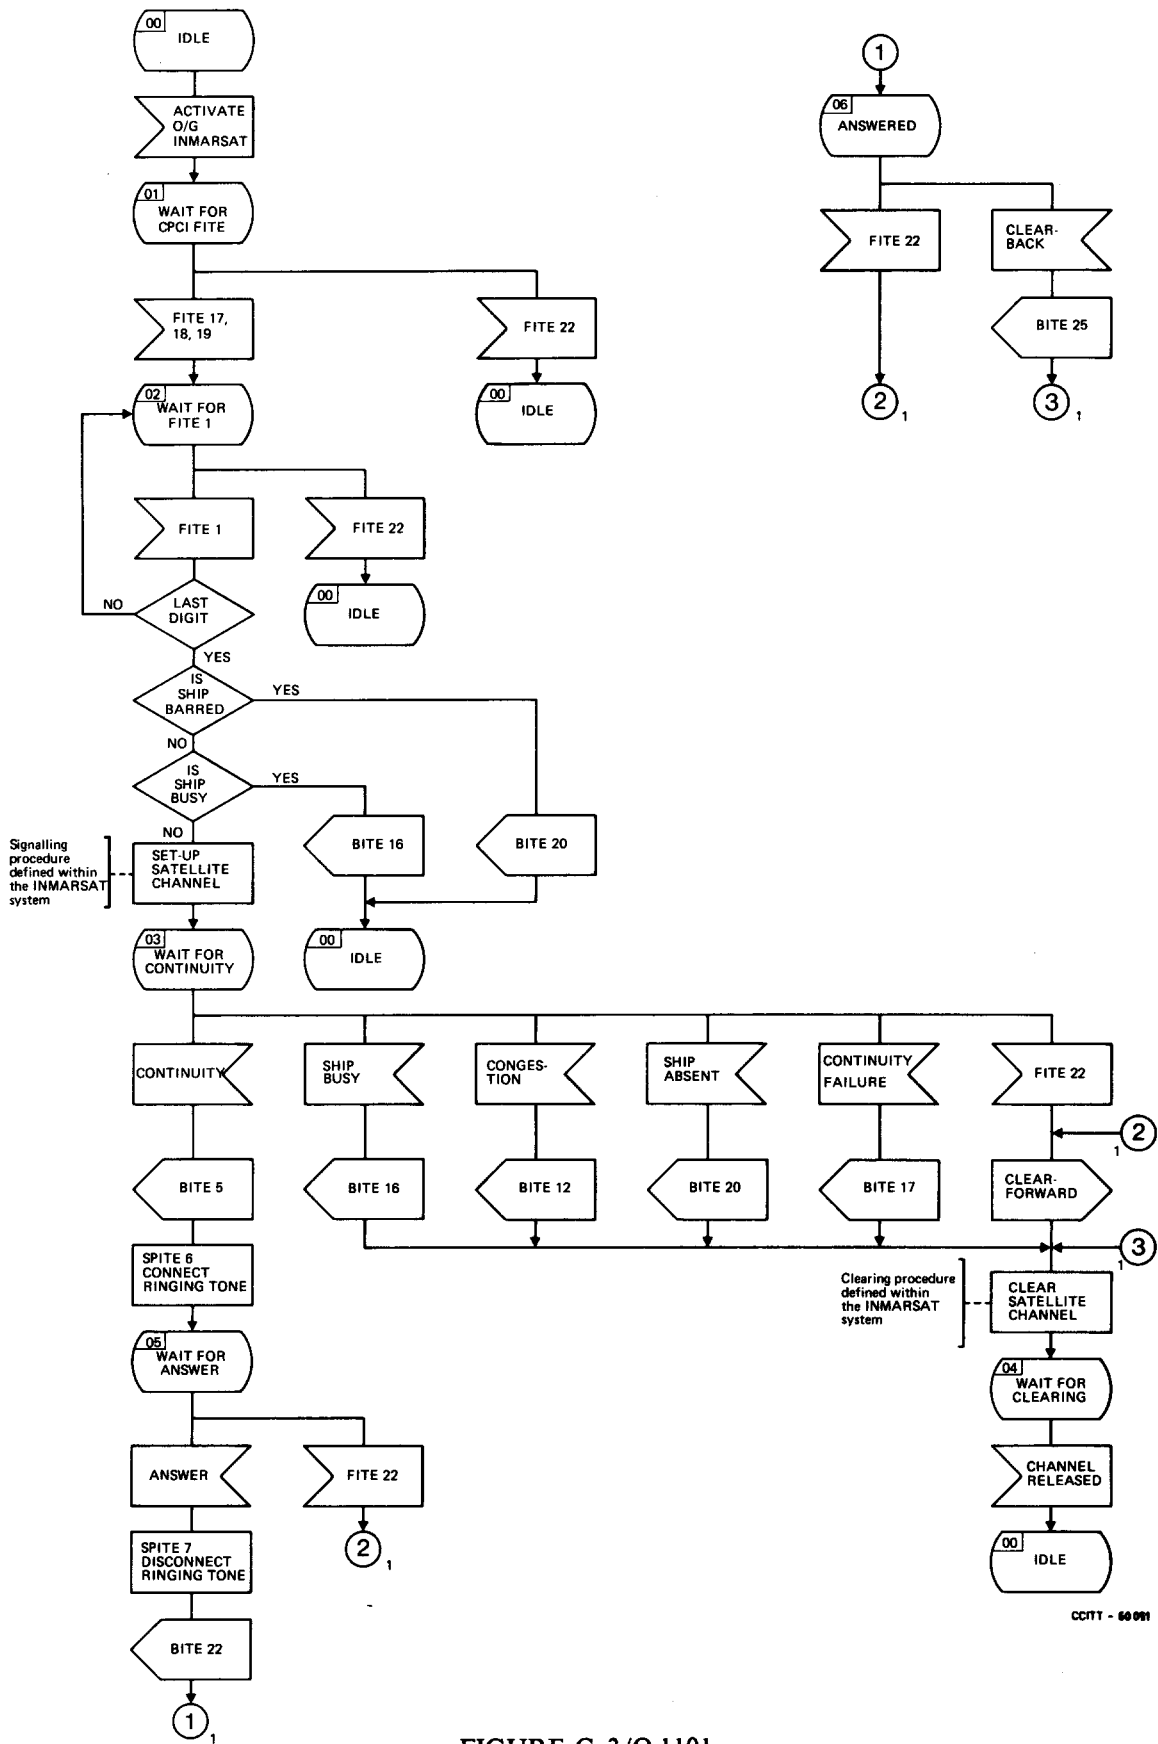 00
IDLE
ACTIVATE
O/G
INMARSAT
01
WAIT FOR
CPCI FITE
FITE 17,
18, 19
FITE 22
02
WAIT FOR
FITE 1
00
IDLE
FITE 1
FITE 22
00
IDLE
LAST
DIGIT
NO
YES
IS
SHIP
BARRED
YES
NO
IS
SHIP
BUSY
YES
NO
BITE 16
BITE 20
Signalling
procedure
defined within
the INMARSAT
system
SET-UP
SATELLITE
CHANNEL
03
WAIT FOR
CONTINUITY
00
IDLE
CONTINUITY
SHIP
BUSY
CONGES-
TION
SHIP
ABSENT
CONTINUITY
FAILURE
FITE 22
2
1
BITE 5
BITE 16
BITE 12
BITE 20
BITE 17
CLEAR-
FORWARD
3
1
SPITE 6
CONNECT
RINGING TONE
Clearing procedure
defined within
the INMARSAT
system
CLEAR
SATELLITE
CHANNEL
05
WAIT FOR
ANSWER
04
WAIT FOR
CLEARING
ANSWER
FITE 22
2
1
CHANNEL
RELEASED
SPITE 7
DISCONNECT
RINGING TONE
00
IDLE
BITE 22
1
1
1
06
ANSWERED
FITE 22
CLEAR-
BACK
BITE 25
2
1
3
1